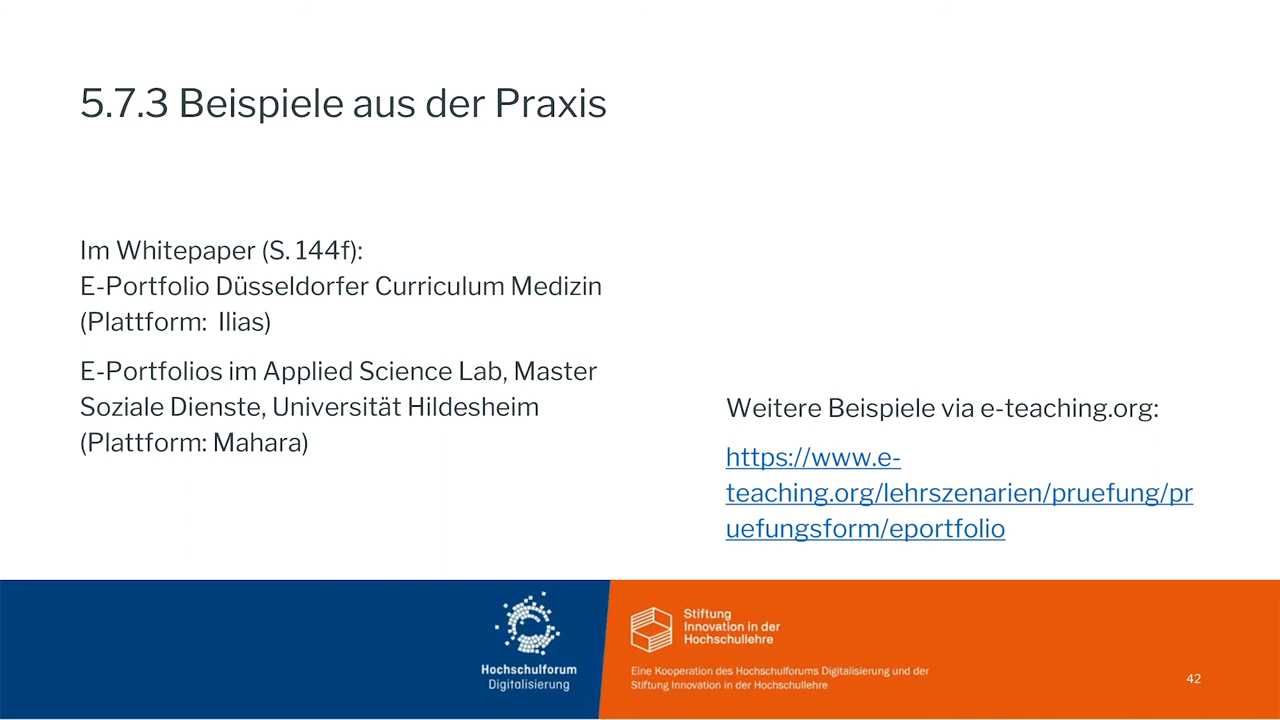 5.7.3 Beispiele aus der Praxis
Im Whitepaper (S. 144f):
E-Portfolio Düsseldorfer Curriculum Medizin
(Plattform: Ilias)
E-Portfolios im Applied Science Lab, Master
Soziale Dienste, Universität Hildesheim
(Plattform: Mahara)
Weitere Beispiele via e-teaching.org:
https://www.e-
teaching.org/lehrszenarien/pruefung/pr
uefungsform/eportfolio
Hochschulforum
Digitalisierung
Stiftung
Innovation in der
Hochschullehre
Eine Kooperation des Hochschulforums Digitalisierung und der
Stiftung Innovation in der Hochschullehre
42